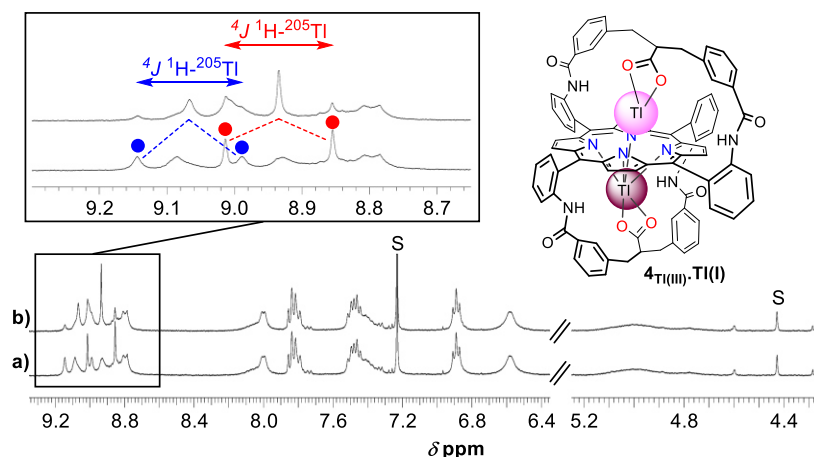 ⁴J ¹H-²⁰⁵Tl
⁴J ¹H-²⁰⁵Tl
9.2 9.1 9.0 8.9 8.8 8.7
O
NH
O
O
Tl
O
HN
N
N
N
N
Tl
NH
O
O
O
HN
O
4Tl(III).Tl(I)
S
S
b)
a)
9.2 8.8 8.4 8.0 7.6 7.2 6.8 6.4 5.2 4.8 4.4
δ ppm